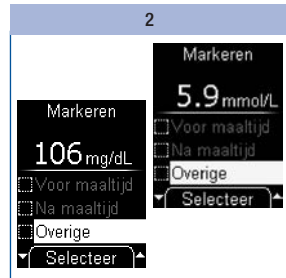 2
Markeren
106 mg/dL
Voor maaltijd
Na maaltijd
Overige
Selecteer
Markeren
5.9 mmol/L
Voor maaltijd
Na maaltijd
Overige
Selecteer